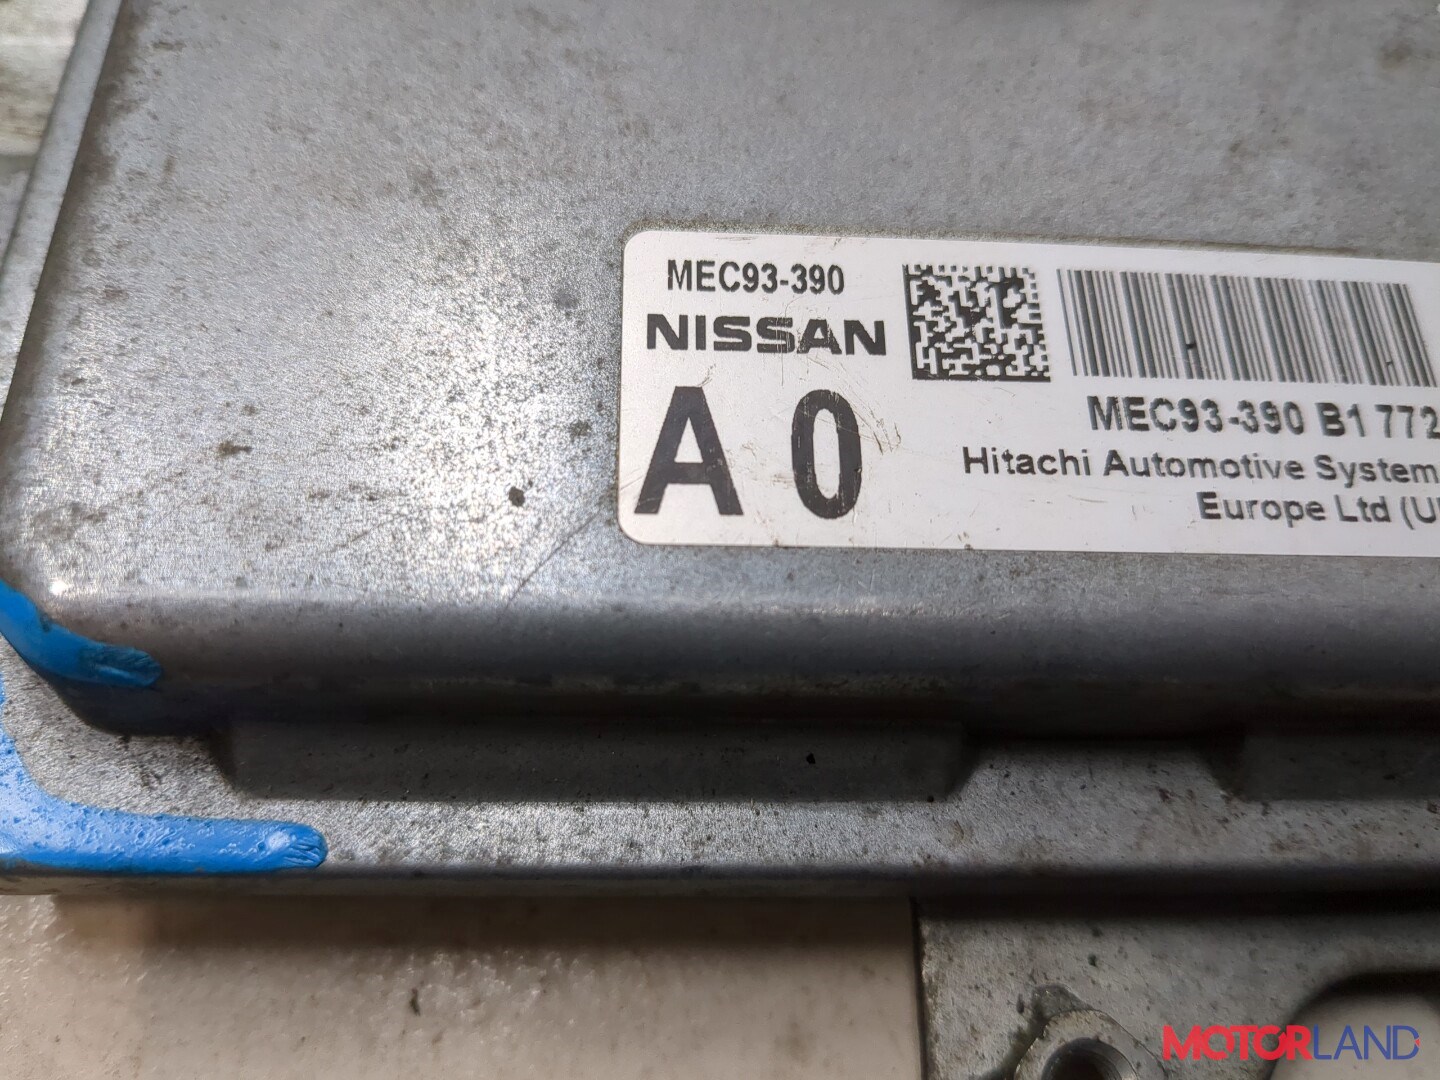 MEC93-390
NISSAN
A 0
MEC93-390 B1 772
Hitachi Automotive System
Europe Ltd (U
MOTORLAND